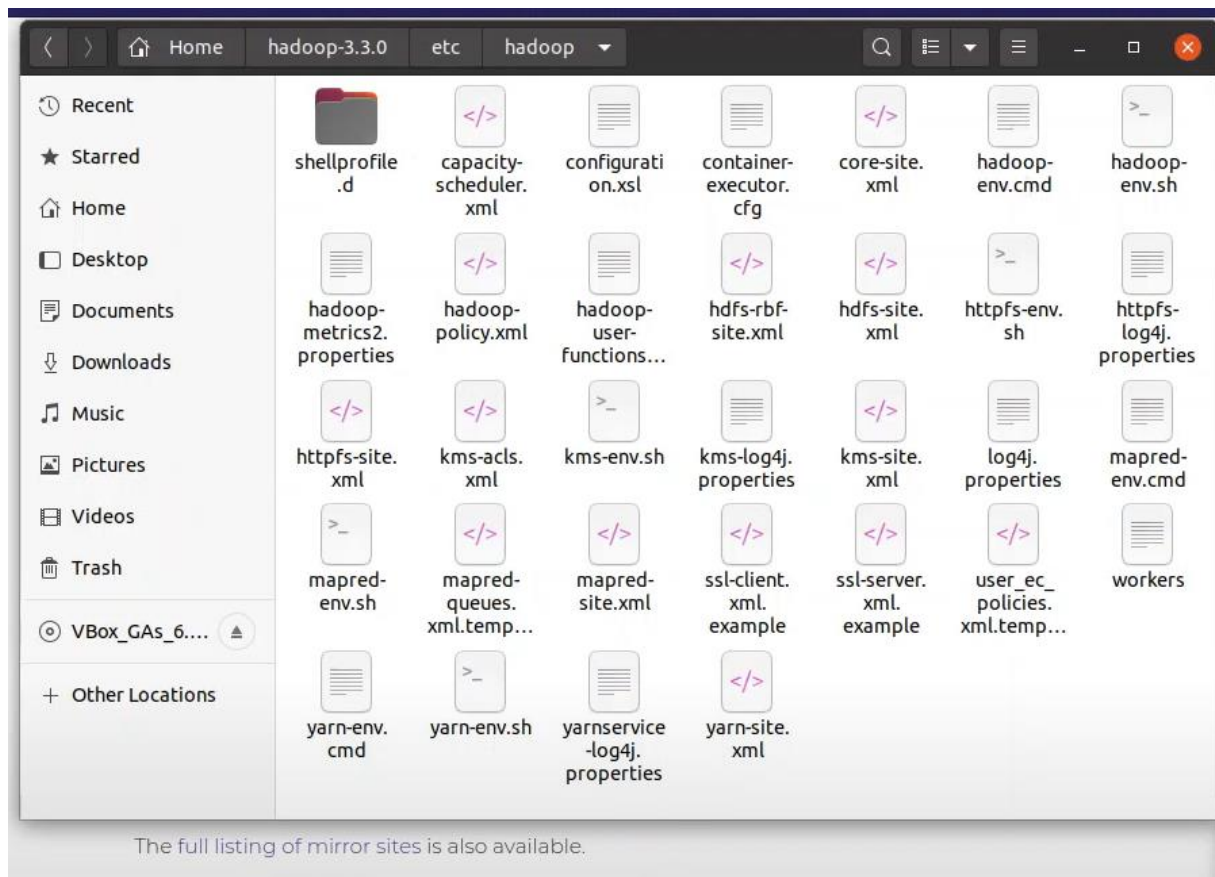 Home hadoop-3.3.0 etc hadoop
Recent
Starred
Home
Desktop
Documents
Downloads
Music
Pictures
Videos
Trash
VBox_GAs_6....
+ Other Locations
shellprofile
.d
capacity-
scheduler.
xml
configurati
on.xsl
container-
executor.
cfg
core-site.
xml
hadoop-
env.cmd
hadoop-
env.sh
hadoop-
metrics2.
properties
hadoop-
policy.xml
hadoop-
user-
functions...
hdfs-rbf-
site.xml
hdfs-site.
xml
httpfs-env.
sh
httpfs-
log4j.
properties
httpfs-site.
xml
kms-acls.
xml
kms-env.sh
kms-log4j.
properties
kms-site.
xml
log4j.
properties
mapred-
env.cmd
mapred-
env.sh
mapred-
queues.
xml.temp...
mapred-
site.xml
ssl-client.
xml.
example
ssl-server.
xml.
example
user_ec_
policies.
xml.temp...
workers
yarn-env.
cmd
yarn-env.sh
yarnservice
-log4j.
properties
yarn-site.
xml
The full listing of mirror sites is also available.